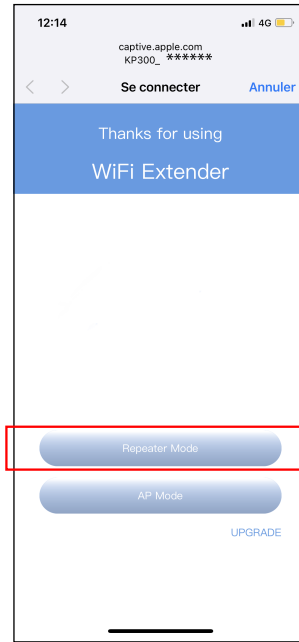 12:14
4G
captive.apple.com
KP300_ ******
Se connecter
Annuler
Thanks for using
WiFi Extender
Repeater Mode
AP Mode
UPGRADE